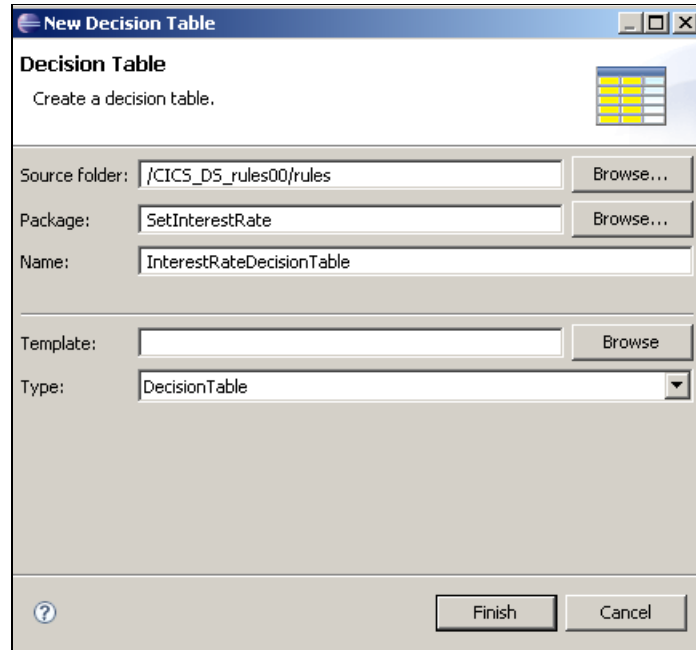 New Decision Table
Decision Table
Create a decision table.
Source folder: /CICS_DS_rules00/rules Browse...
Package: SetInterestRate Browse...
Name: InterestRateDecisionTable
Template: Browse
Type: DecisionTable
? Finish Cancel